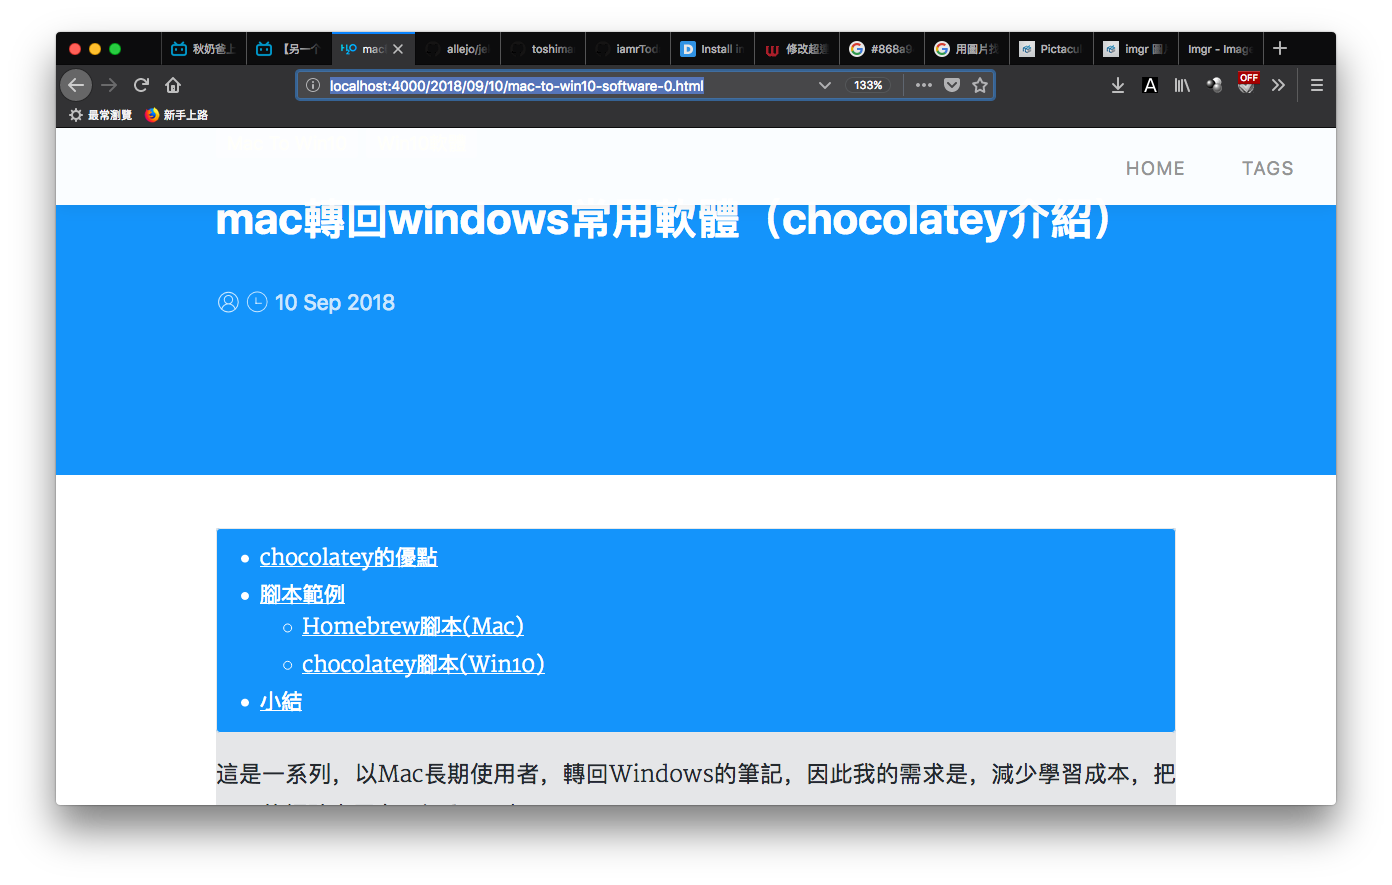 秋奶爸上
【另一个
mac
allejo/je
toshima
iamrTod
Install in
修改超連
#868a9
用圖片找
Pictacul
imgr 圖
Imgr - Image
localhost:4000/2018/09/10/mac-to-win10-software-0.html
133%
OFF
最常瀏覽
新手上路
HOME
TAGS
mac轉回windows常用軟體（chocolatey介紹）
10 Sep 2018
chocolatey的優點
腳本範例
Homebrew腳本(Mac)
chocolatey腳本(Win10)
小結
這是一系列，以Mac長期使用者，轉回Windows的筆記，因此我的需求是，減少學習成本，把